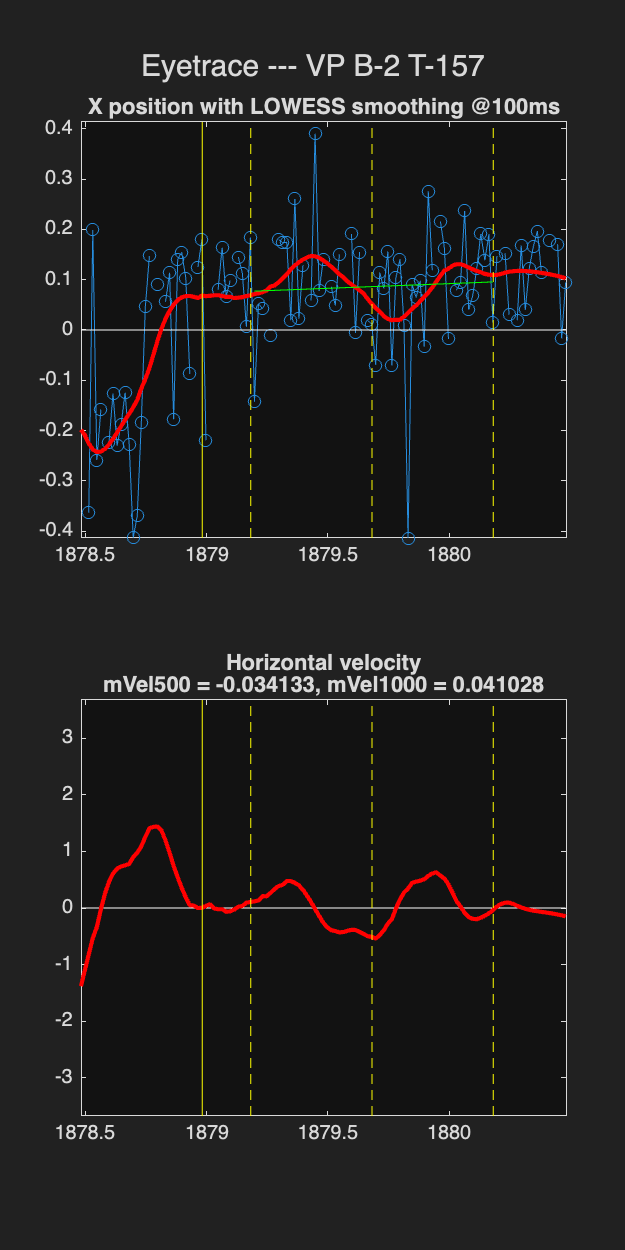 Eyetrace --- VP B-2 T-157
X position with LOWESS smoothing @100ms
0.4
0.3
0.2
0.1
0
-0.1
-0.2
-0.3
-0.4
1878.5 1879 1879.5 1880
Horizontal velocity
mVel500 = -0.034133, mVel1000 = 0.041028
3
2
1
0
-1
-2
-3
1878.5 1879 1879.5 1880